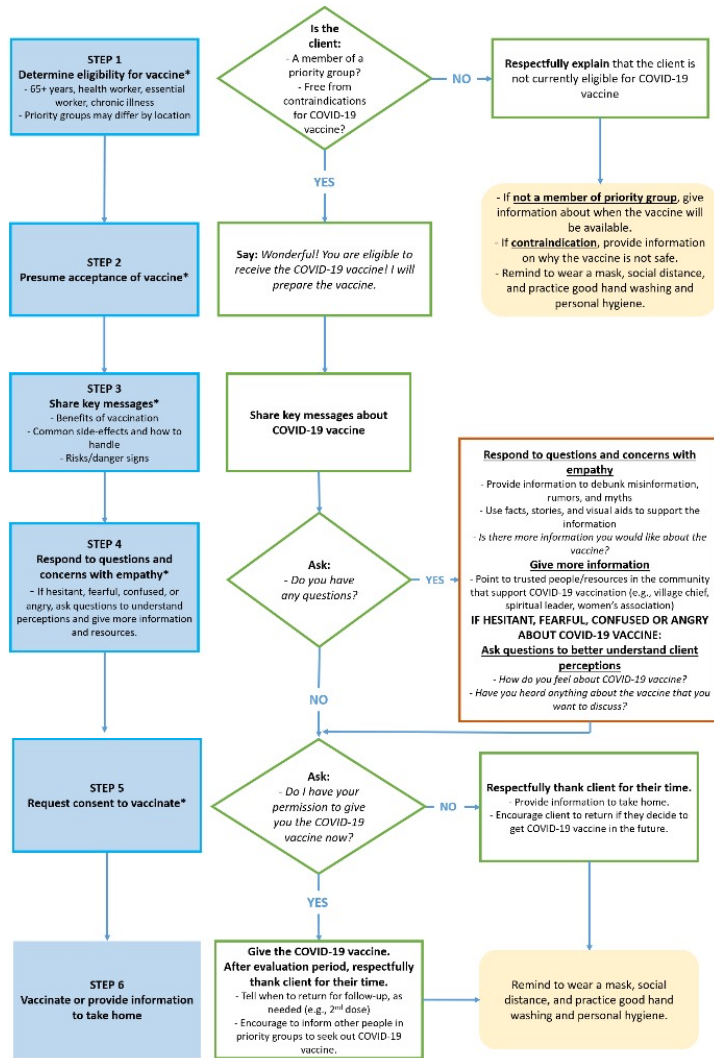 STEP 1
Determine eligibility for vaccine*
- 65+ years, health worker, essential
worker, chronic illness
- Priority groups may differ by location
Is the
client:
- A member of a
priority group?
- Free from
contraindications
for COVID-19
vaccine?
NO
Respectfully explain that the client
is not currently eligible for COVID-19
vaccine
YES
- If not a member of priority group, give
information about when the vaccine will
be available.
- If contraindication, provide information
on why the vaccine is not safe.
- Remind to wear a mask, social distance,
and practice good hand washing and
personal hygiene.
STEP 2
Presume acceptance of vaccine*
Say: Wonderful! You are eligible to
receive the COVID-19 vaccine! I will
prepare the vaccine.
STEP 3
Share key messages*
- Benefits of vaccination
- Common side-effects and how to
handle
- Risks/danger signs
Share key messages about
COVID-19 vaccine
STEP 4
Respond to questions and
concerns with empathy*
- If hesitant, fearful, confused, or
angry, ask questions to understand
perceptions and give more information
and resources.
Ask:
- Do you have
any questions?
YES
Respond to questions and concerns with
empathy
- Provide information to debunk misinformation,
rumors, and myths
- Use facts, stories, and visual aids to support the
information
- Is there more information you would like about the
vaccine?
Give more information
- Point to trusted people/resources in the community
that support COVID-19 vaccination (e.g., village chief,
spiritual leader, women's association)
IF HESITANT, FEARFUL, CONFUSED OR ANGRY
ABOUT COVID-19 VACCINE:
Ask questions to better understand client
perceptions
- How do you feel about COVID-19 vaccine?
- Have you heard anything about the vaccine that you
want to discuss?
NO
STEP 5
Request consent to vaccinate*
Ask:
- Do I have your
permission to give
you the COVID-19
vaccine now?
NO
Respectfully thank client for their time.
- Provide information to take home.
- Encourage client to return if they decide to
get COVID-19 vaccine in the future.
YES
STEP 6
Vaccinate or provide information
to take home
Give the COVID-19 vaccine.
After evaluation period, respectfully
thank client for their time.
- Tell when to return for follow-up, as
needed (e.g., 2nd dose)
- Encourage to inform other people in
priority groups to seek out COVID-19
vaccine.
Remind to wear a mask, social
distance, and practice good hand
washing and personal hygiene.